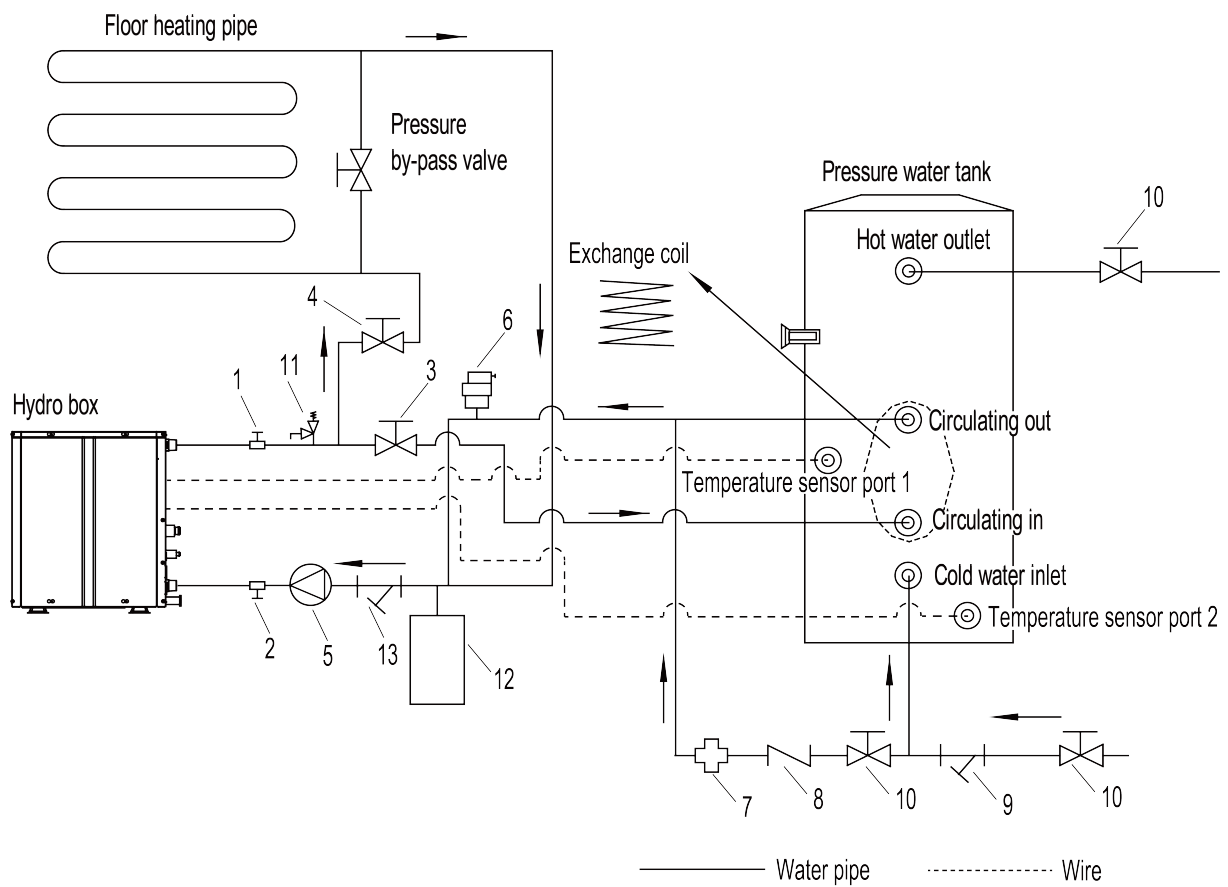 Floor heating pipe
Pressure
by-pass valve
Pressure water tank
10
Hot water outlet
Exchange coil
4
6
11
3
1
Hydro box
Circulating out
Temperature sensor port 1
Circulating in
Cold water inlet
Temperature sensor port 2
2
5
13
12
7
8
10
9
10
Water pipe
Wire